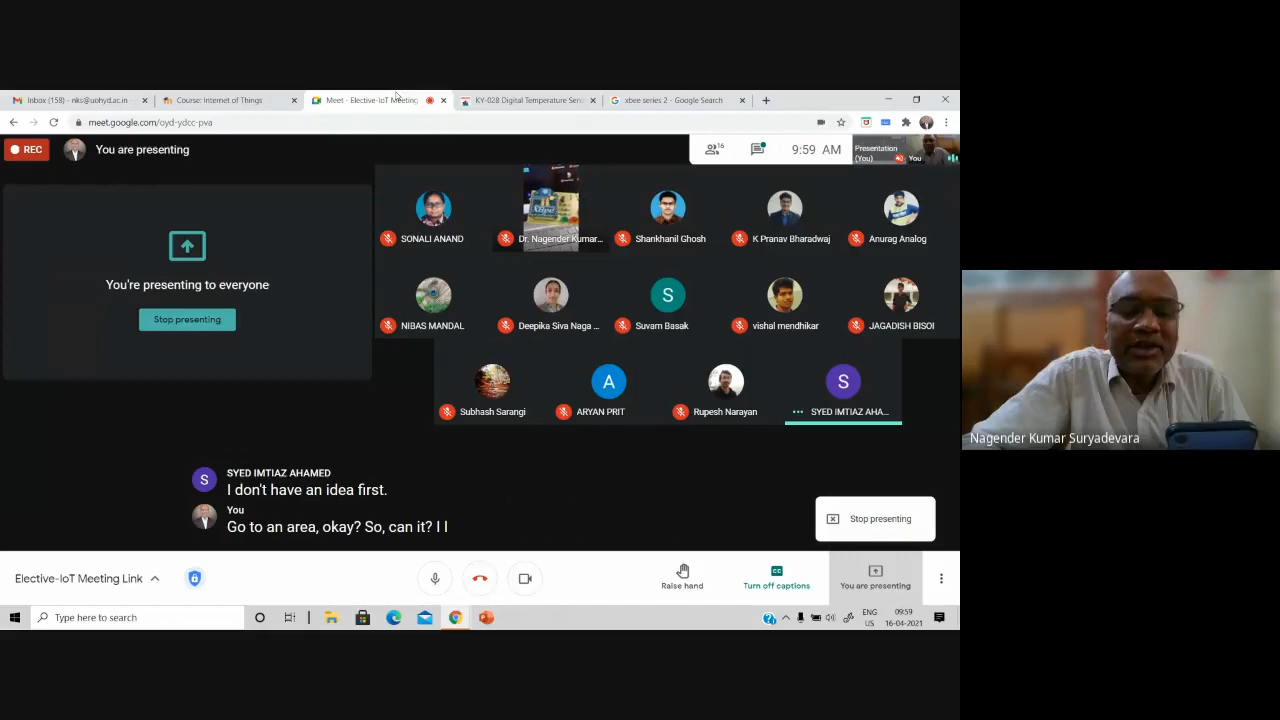 Inbox (158) - nks@uohyd.ac.in
Course: Internet of Things
Meet - Elective-IoT Meeting
KY-028 Digital Temperature Sens
xbee series 2 - Google Search
meet.google.com/oyd-ydcc-pva
REC
You are presenting
16
9:59 AM
Presentation
(You)
You
SONALI ANAND
Dr. Nagender Kumar...
Shankhanil Ghosh
K Pranav Bharadwaj
Anurag Analog
You're presenting to everyone
Stop presenting
NIBAS MANDAL
Deepika Siva Naga ...
S
Suvam Basak
vishal mendhikar
JAGADISH BISOI
Subhash Sarangi
A
ARYAN PRIT
Rupesh Narayan
S
SYED IMTIAZ AHA...
Nagender Kumar Suryadevara
S
SYED IMTIAZ AHAMED
I don't have an idea first.
You
Go to an area, okay? So, can it? I I
Stop presenting
Elective-IoT Meeting Link
Raise hand
CC
Turn off captions
You are presenting
Type here to search
ENG
US
09:59
16-04-2021